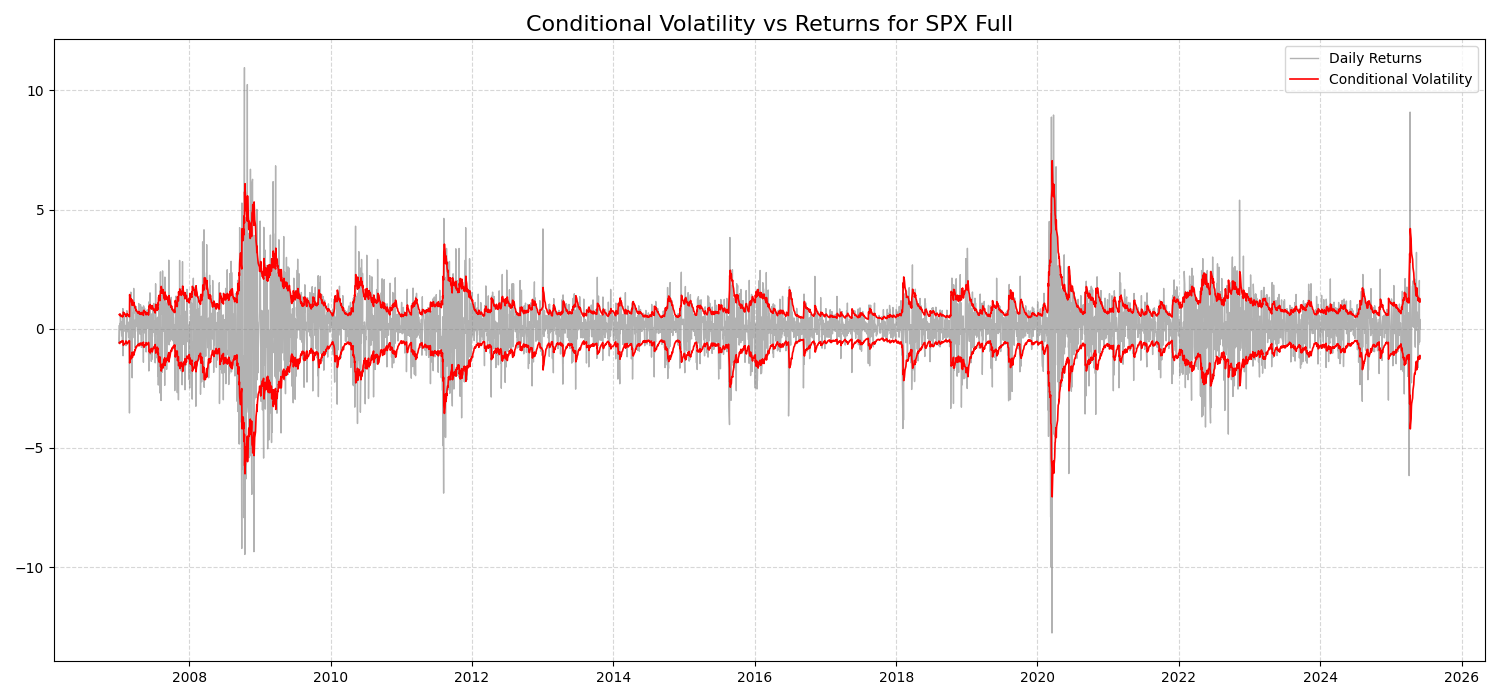 Conditional Volatility vs Returns for SPX Full
Daily Returns
Conditional Volatility
10
5
0
−5
−10
2008 2010 2012 2014 2016 2018 2020 2022 2024 2026